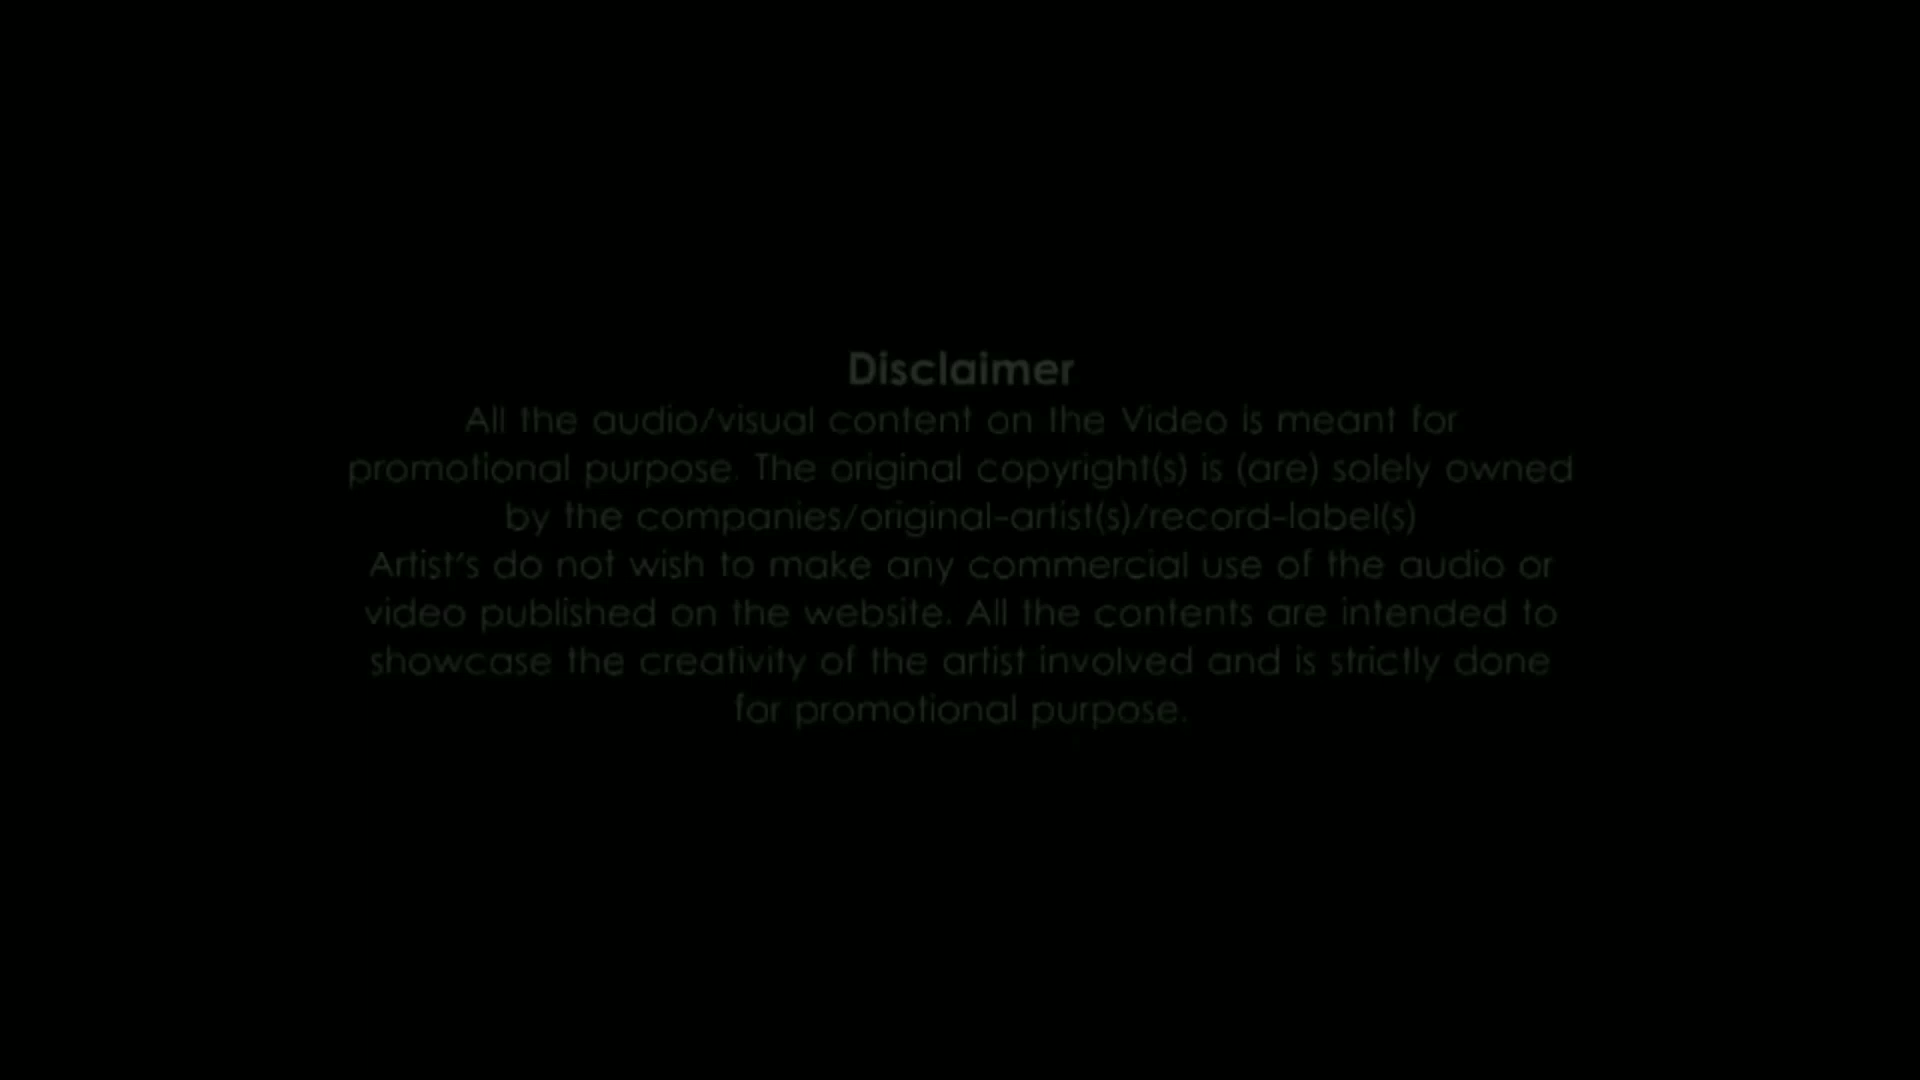 Disclaimer
All the audio/visual content on the Video is meant for
promotional purpose. The original copyright(s) is (are) solely owned
by the companies/original-artist(s)/record-label(s)
Artist's do not wish to make any commercial use of the audio or
video published on the website. All the contents are intended to
showcase the creativity of the artist involved and is strictly done
for promotional purpose.